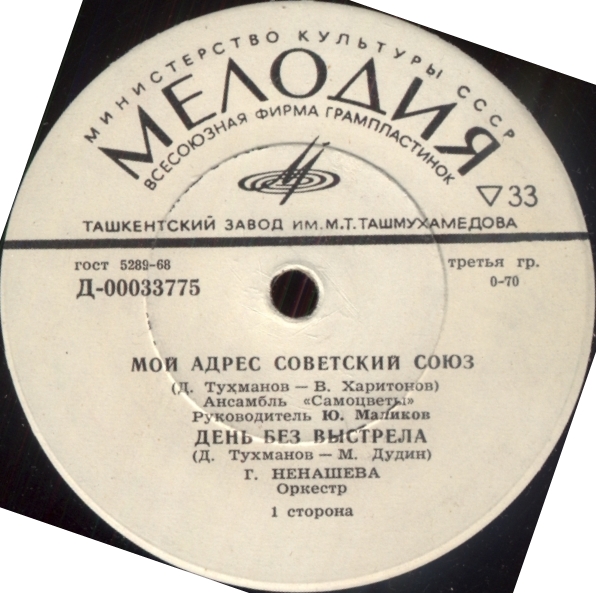 МИНИСТЕРСТВО КУЛЬТУРЫ СССР
МЕЛОДИЯ
ВСЕСОЮЗНАЯ ФИРМА ГРАМПЛАСТИНОК
▽33
ТАШКЕНТСКИЙ ЗАВОД ИМ. М.Т. ТАШМУХАМЕДОВА
гост 5289-68
третья гр.
Д-00033775
0-70
МОЙ АДРЕС СОВЕТСКИЙ СОЮЗ
(Д. Тухманов — В. Харитонов)
Ансамбль «Самоцветы»
Руководитель Ю. Маликов
ДЕНЬ БЕЗ ВЫСТРЕЛА
(Д. Тухманов — М. Дудин)
Г. НЕНАШЕВА
Оркестр
1 сторона